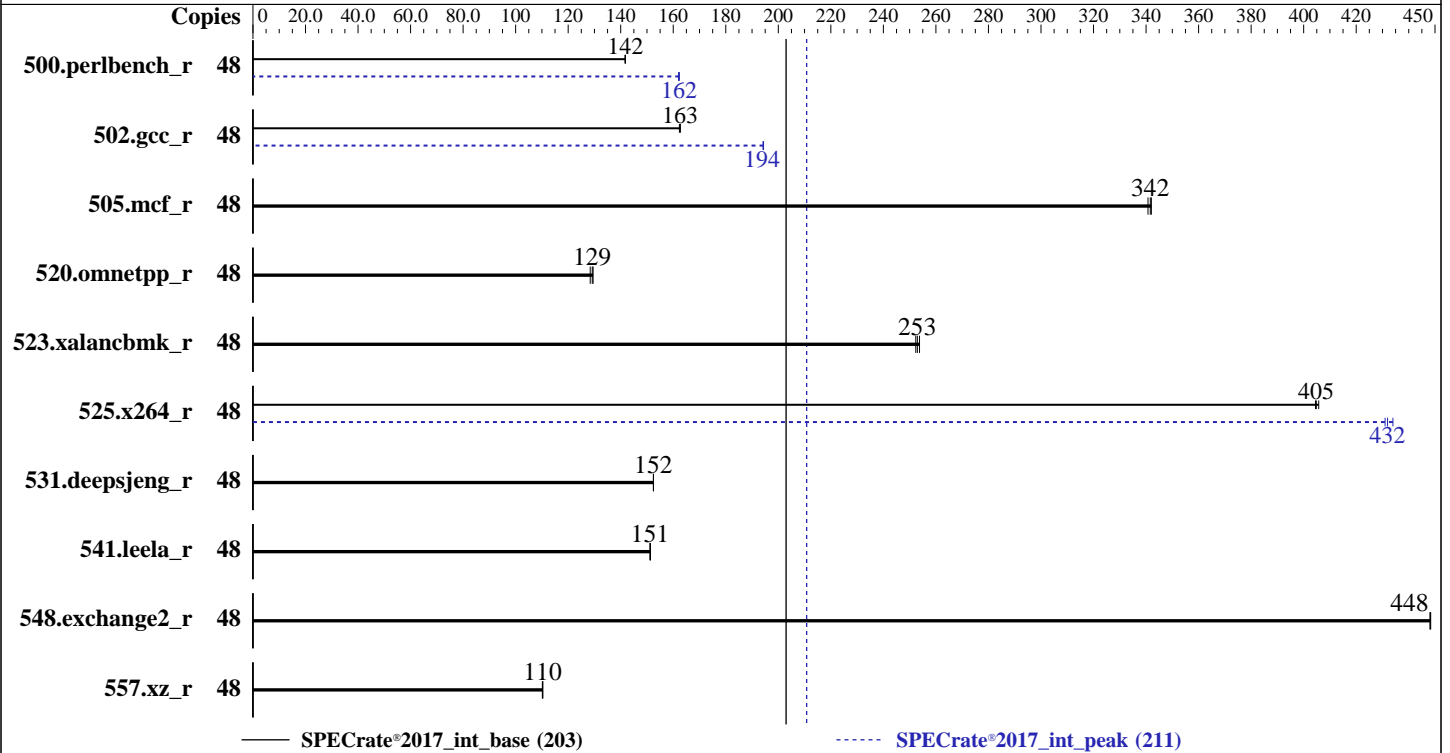 Copies 0 20.0 40.0 60.0 80.0 100 120 140 160 180 200 220 240 260 280 300 320 340 360 380 400 420 450
142
500.perlbench_r 48
162
163
502.gcc_r 48
194
342
505.mcf_r 48
129
520.omnetpp_r 48
253
523.xalancbmk_r 48
405
525.x264_r 48
432
152
531.deepsjeng_r 48
151
541.leela_r 48
448
548.exchange2_r 48
110
557.xz_r 48
SPECrate®2017_int_base (203) SPECrate®2017_int_peak (211)